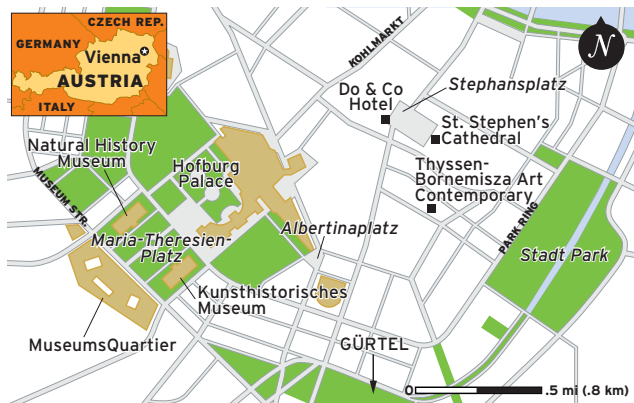 CZECH REP.
GERMANY
Vienna
AUSTRIA
ITALY
KOHLMARKT
N
Do & Co
Hotel
Stephansplatz
St. Stephen's
Cathedral
Natural History
Museum
Hofburg
Palace
Thyssen-
Bornemisza Art
Contemporary
MUSEUM STR.
Maria-Theresien-
Platz
Albertinaplatz
PARK RING
Stadt Park
Kunsthistorisches
Museum
MuseumsQuartier
GÜRTEL
0 .5 mi (.8 km)